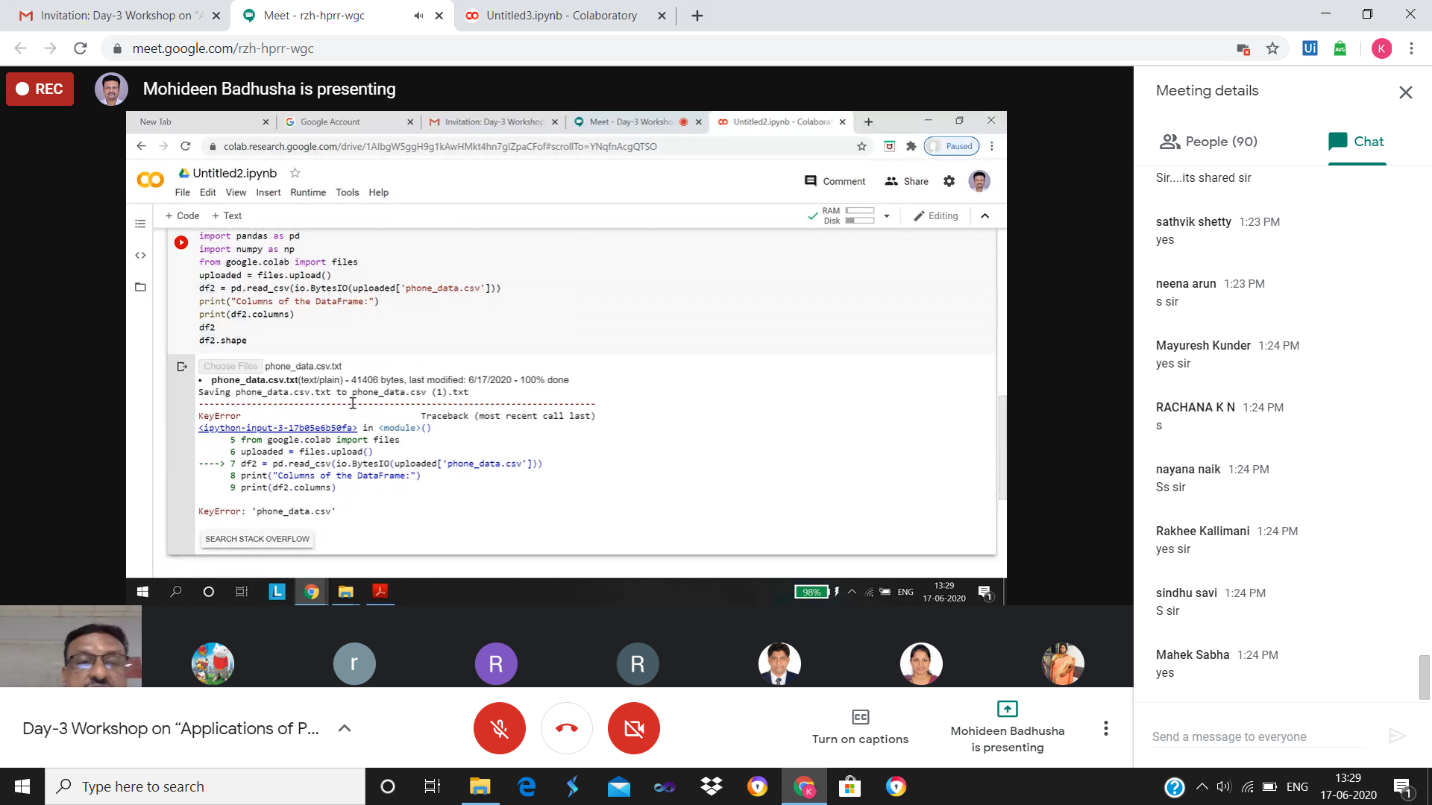 Invitation: Day-3 Workshop on "A
Meet - rzh-hprr-wgc
Untitled3.ipynb - Colaboratory
meet.google.com/rzh-hprr-wgc
Ui
AVG
K
REC
Mohideen Badhusha is presenting
New Tab
Google Account
Invitation: Day-3 Workshop
Meet - Day-3 Worksho
Untitled2.ipynb - Colabora
colab.research.google.com/drive/1AIbgW5ggH9g1kAwHMkt4hn7gIZpaCFof#scrollTo=YNqfnAcgQTSO
Paused
Untitled2.ipynb
File Edit View Insert Runtime Tools Help
Comment
Share
+ Code + Text
RAM
Disk
Editing
import pandas as pd
import numpy as np
from google.colab import files
uploaded = files.upload()
df2 = pd.read_csv(io.BytesIO(uploaded['phone_data.csv']))
print("Columns of the DataFrame:")
print(df2.columns)
df2
df2.shape
Choose Files phone_data.csv.txt
• phone_data.csv.txt(text/plain) - 41406 bytes, last modified: 6/17/2020 - 100% done
Saving phone_data.csv.txt to phone_data.csv (1).txt
---------------------------------------------------------------------------
KeyError Traceback (most recent call last)
<ipython-input-3-17b05e6b50fa> in <module>()
5 from google.colab import files
6 uploaded = files.upload()
----> 7 df2 = pd.read_csv(io.BytesIO(uploaded['phone_data.csv']))
8 print("Columns of the DataFrame:")
9 print(df2.columns)
KeyError: 'phone_data.csv'
SEARCH STACK OVERFLOW
L
98%
ENG
13:29
17-06-2020
1
r
R
R
Day-3 Workshop on "Applications of P...
Turn on captions
Mohideen Badhusha
is presenting
Meeting details
People (90)
Chat
Sir....its shared sir
sathvik shetty 1:23 PM
yes
neena arun 1:23 PM
s sir
Mayuresh Kunder 1:24 PM
yes sir
RACHANA K N 1:24 PM
s
nayana naik 1:24 PM
Ss sir
Rakhee Kallimani 1:24 PM
yes sir
sindhu savi 1:24 PM
S sir
Mahek Sabha 1:24 PM
yes
Send a message to everyone
Type here to search
K
ENG
13:29
17-06-2020
1